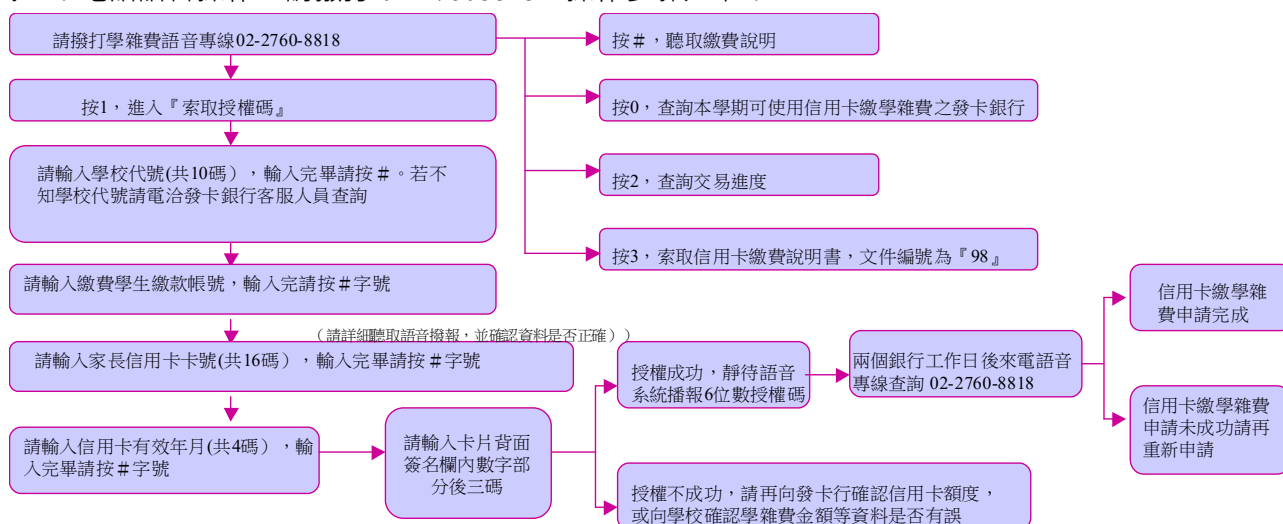 請撥打學雜費語音專線02-2760-8818
按1，進入『索取授權碼』
請輸入學校代號(共10碼），輸入完畢請按＃。若不
知學校代號請電洽發卡銀行客服人員查詢
請輸入繳費學生繳款帳號，輸入完請按＃字號
（請詳細聽取語音撥報，並確認資料是否正確））
請輸入家長信用卡卡號(共16碼），輸入完畢請按＃字號
請輸入信用卡有效年月(共4碼），輸
入完畢請按＃字號
請輸入卡片背面
簽名欄內數字部
分後三碼
按＃，聽取繳費說明
按0，查詢本學期可使用信用卡繳學雜費之發卡銀行
按2，查詢交易進度
按3，索取信用卡繳費說明書，文件編號為『98』
授權成功，靜待語音
系統播報6位數授權碼
兩個銀行工作日後來電語音
專線查詢 02-2760-8818
信用卡繳學雜
費申請完成
信用卡繳學雜費
申請未成功請再
重新申請
授權不成功，請再向發卡行確認信用卡額度，
或向學校確認學雜費金額等資料是否有誤